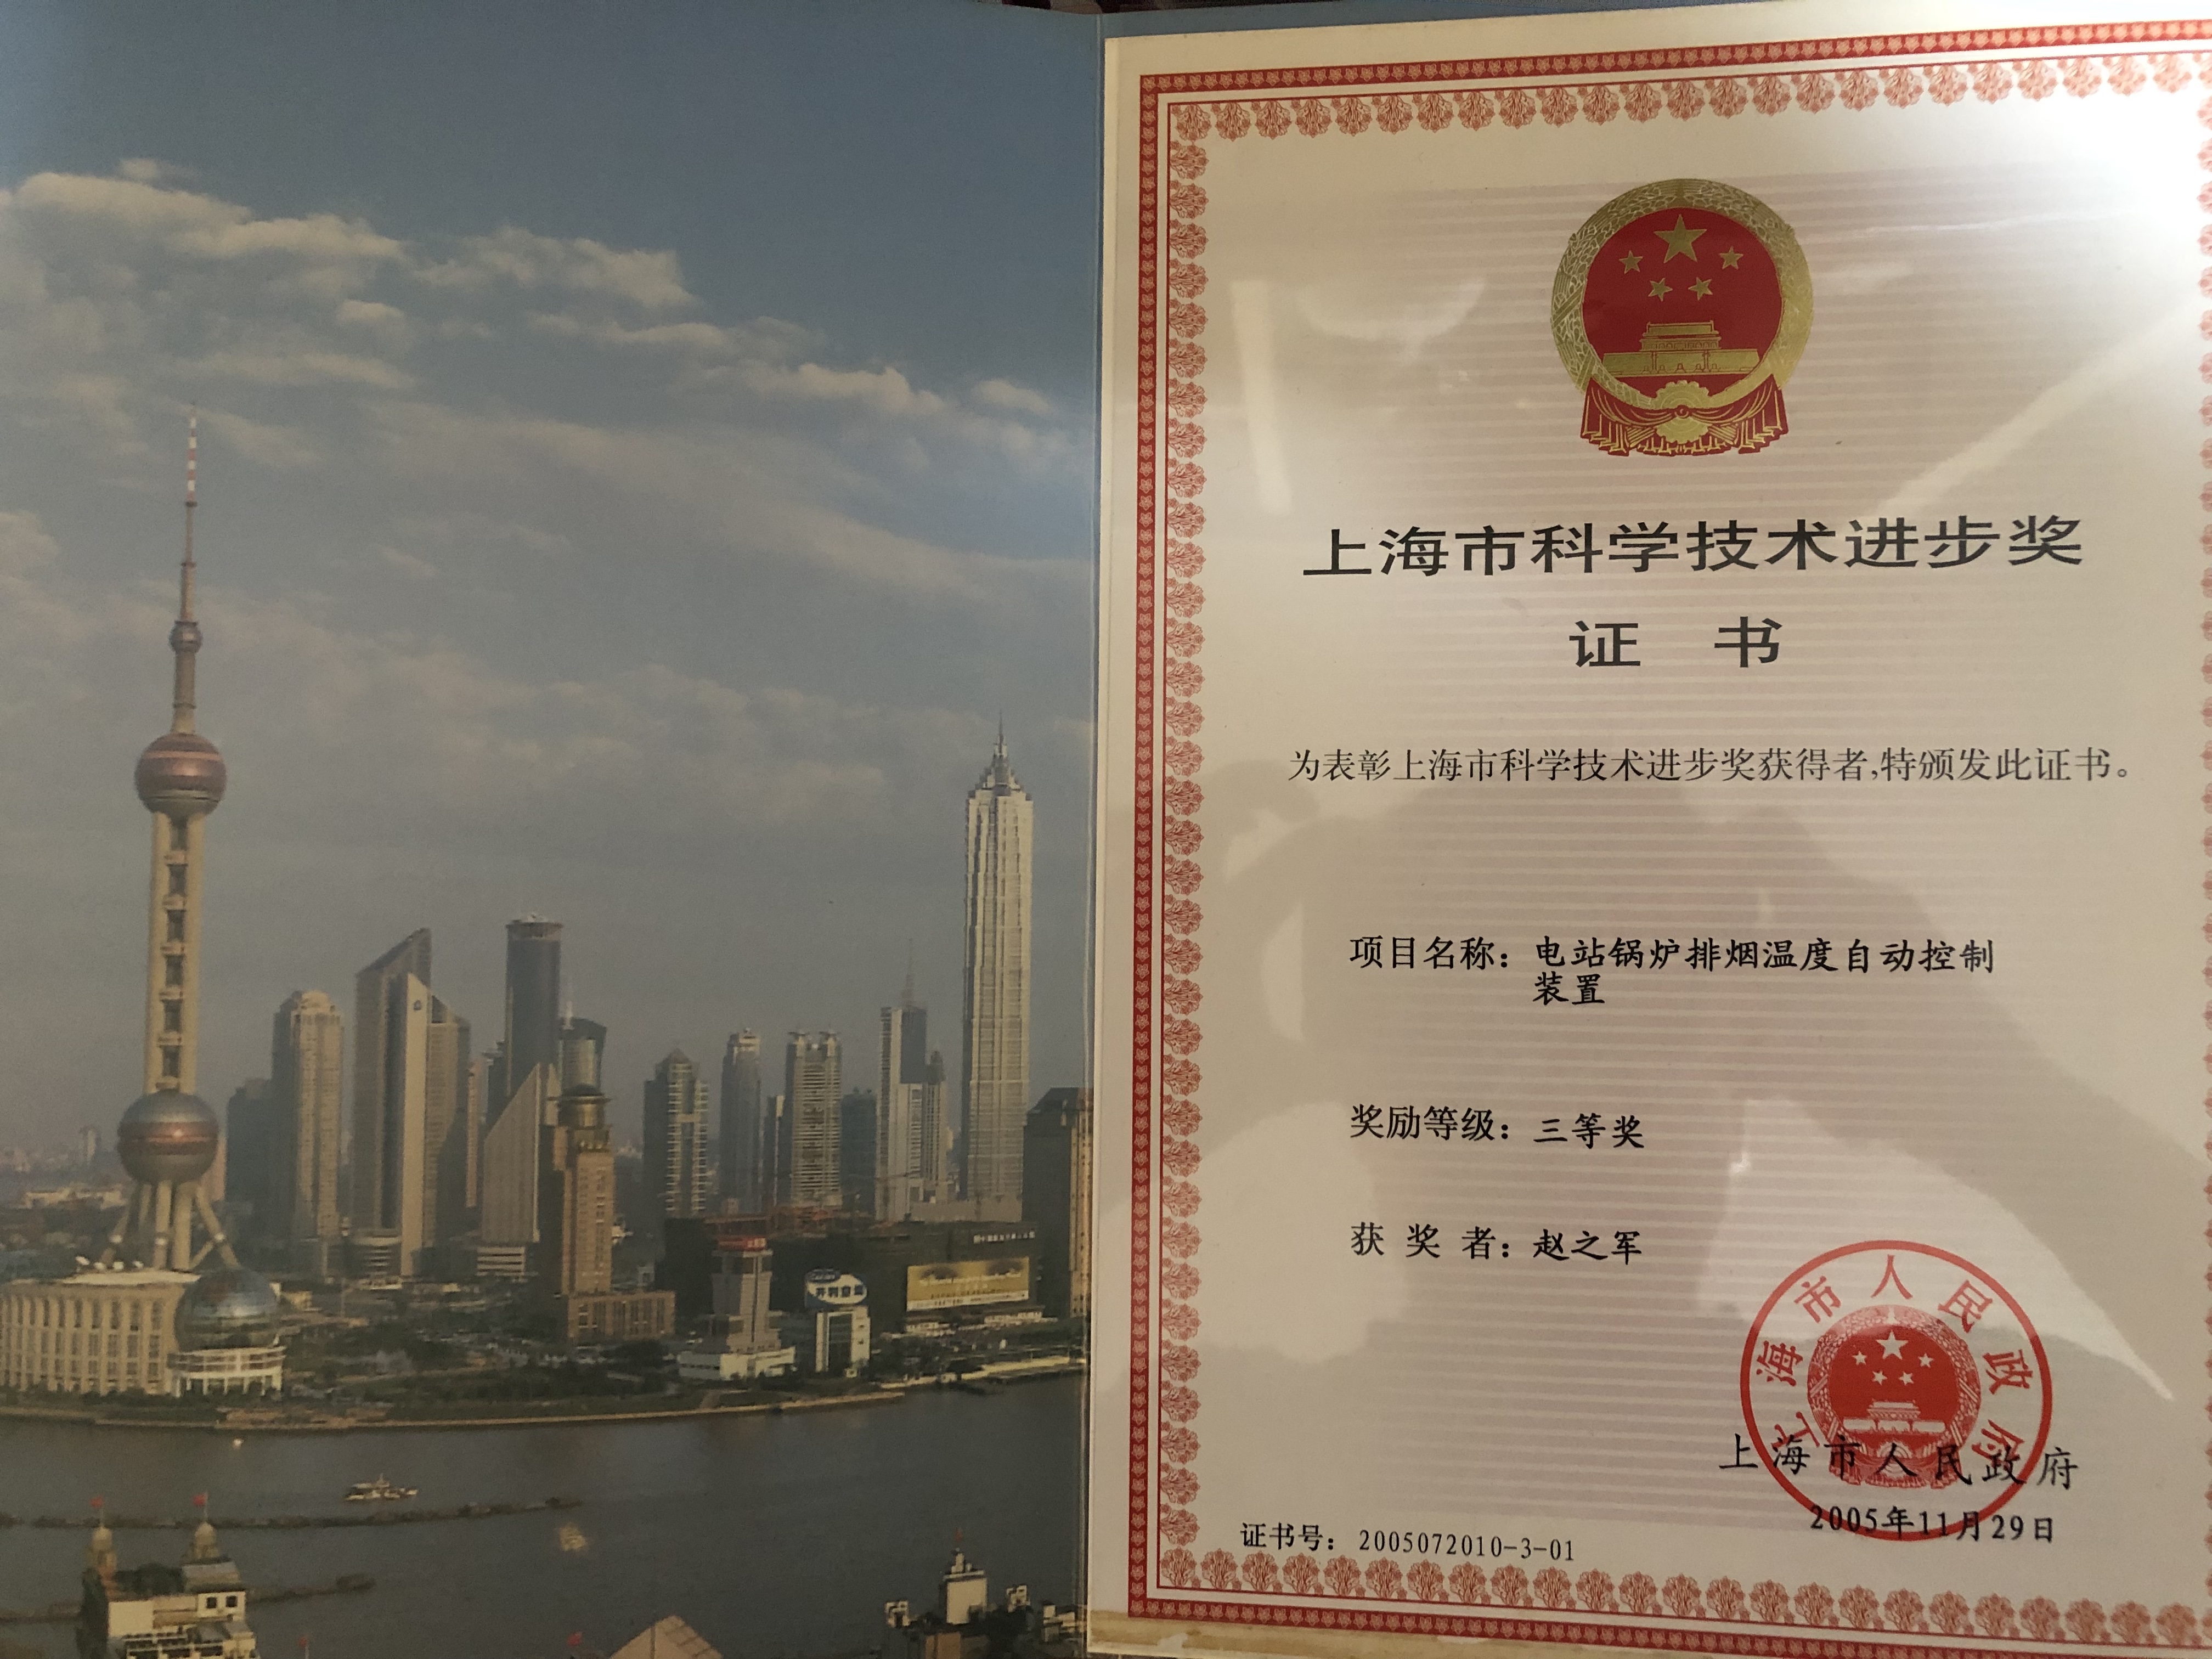 上海市科学技术进步奖
证 书
为表彰上海市科学技术进步奖获得者,特颁发此证书。
项目名称：电站锅炉排烟温度自动控制
装置
奖励等级：三等奖
获 奖 者：赵之军
上海市人民政府
上海市人民政府
2005年11月29日
证书号： 2005072010-3-01